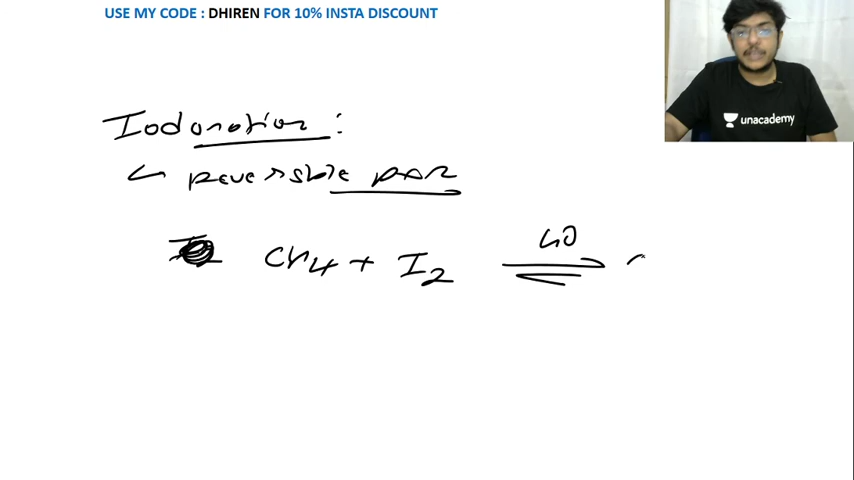 USE MY CODE : DHIREN FOR 10% INSTA DISCOUNT
unacademy
Iodonation :
↳ reversible
CH4 + I2